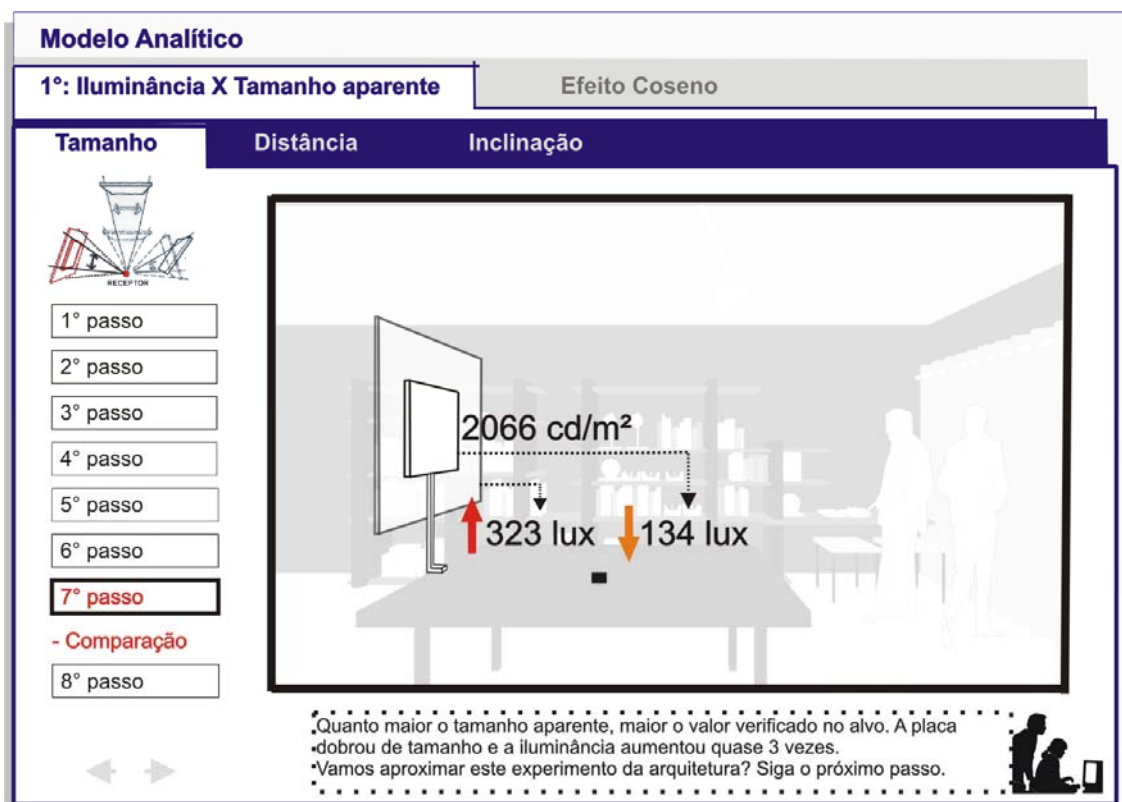 Modelo Analítico
1°: Iluminância X Tamanho aparente
Efeito Coseno
Tamanho
Distância
Inclinação
RECEPTOR
1° passo
2° passo
3° passo
4° passo
5° passo
6° passo
7° passo
- Comparação
8° passo
2066 cd/m²
323 lux
134 lux
Quanto maior o tamanho aparente, maior o valor verificado no alvo. A placa
dobrou de tamanho e a iluminância aumentou quase 3 vezes.
Vamos aproximar este experimento da arquitetura? Siga o próximo passo.